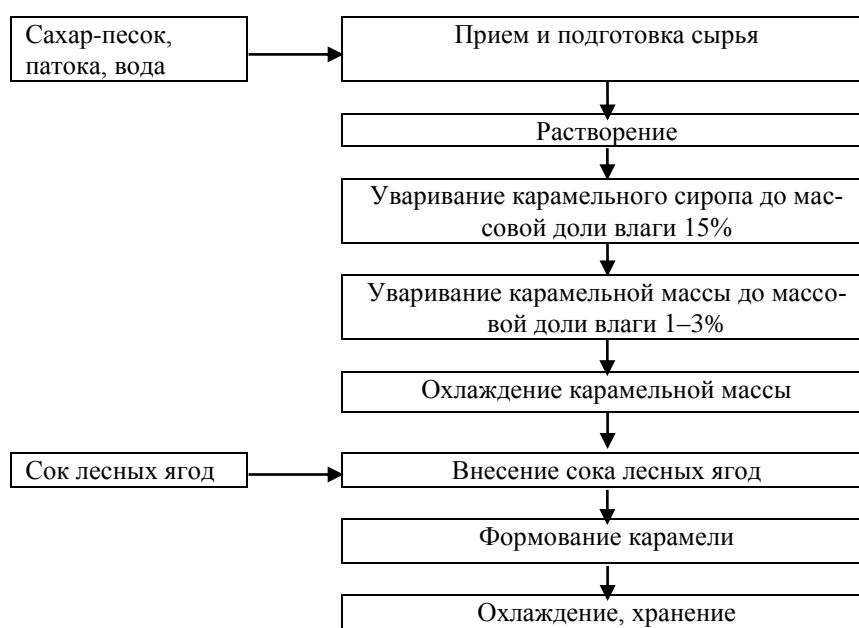 Сахар-песок,
патока, вода
Прием и подготовка сырья
Растворение
Уваривание карамельного сиропа до мас-
совой доли влаги 15%
Уваривание карамельной массы до массо-
вой доли влаги 1–3%
Охлаждение карамельной массы
Сок лесных ягод
Внесение сока лесных ягод
Формование карамели
Охлаждение, хранение